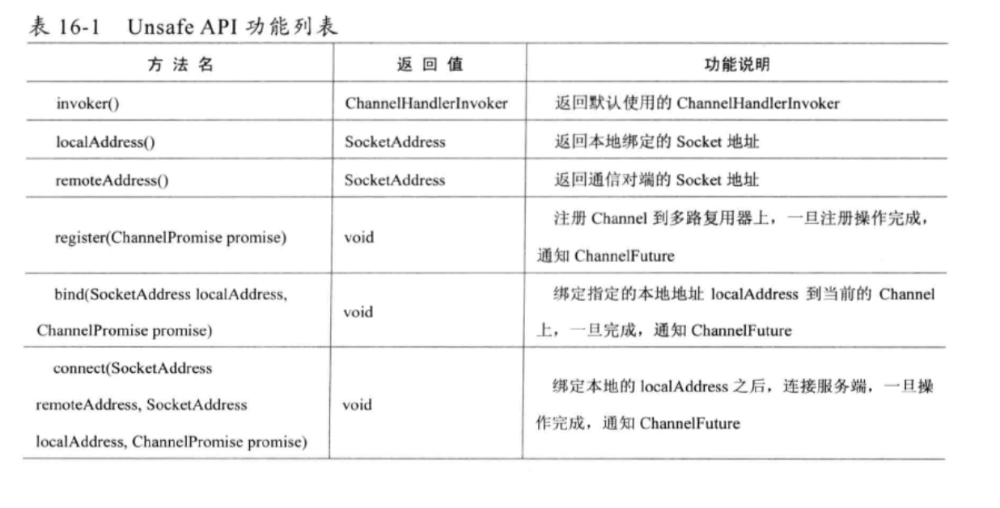 表 16-1 Unsafe API 功能列表
方 法 名 返 回 值 功能说明
invoker() ChannelHandlerInvoker 返回默认使用的 ChannelHandlerInvoker
localAddress() SocketAddress 返回本地绑定的 Socket 地址
remoteAddress() SocketAddress 返回通信对端的 Socket 地址
register(ChannelPromise promise) void 注册 Channel 到多路复用器上，一旦注册操作完成，
通知 ChannelFuture
bind(SocketAddress localAddress,
ChannelPromise promise) void 绑定指定的本地地址 localAddress 到当前的 Channel
上，一旦完成，通知 ChannelFuture
connect(SocketAddress
remoteAddress, SocketAddress
localAddress, ChannelPromise promise) void 绑定本地的 localAddress 之后，连接服务端，一旦操
作完成，通知 ChannelFuture